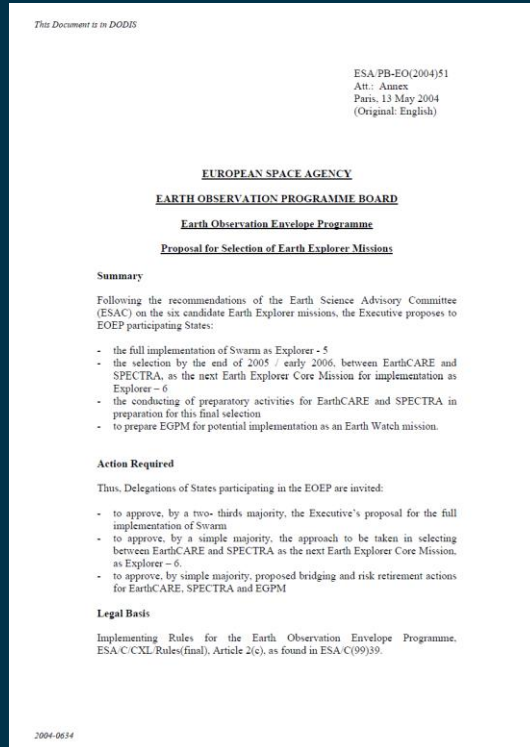 This Document is in DODIS
ESA/PB-EO(2004)51
Att.: Annex
Paris, 13 May 2004
(Original: English)
EUROPEAN SPACE AGENCY
EARTH OBSERVATION PROGRAMME BOARD
Earth Observation Envelope Programme
Proposal for Selection of Earth Explorer Missions
Summary
Following the recommendations of the Earth Science Advisory Committee
(ESAC) on the six candidate Earth Explorer missions, the Executive proposes to
EOEP participating States:
- the full implementation of Swarm as Explorer - 5
- the selection by the end of 2005 / early 2006, between EarthCARE and
SPECTRA, as the next Earth Explorer Core Mission for implementation as
Explorer – 6
- the conducting of preparatory activities for EarthCARE and SPECTRA in
preparation for this final selection
- to prepare EGPM for potential implementation as an Earth Watch mission.
Action Required
Thus, Delegations of States participating in the EOEP are invited:
- to approve, by a two- thirds majority, the Executive's proposal for the full
implementation of Swarm
- to approve, by a simple majority, the approach to be taken in selecting
between EarthCARE and SPECTRA as the next Earth Explorer Core Mission,
as Explorer – 6.
- to approve, by simple majority, proposed bridging and risk retirement actions
for EarthCARE, SPECTRA and EGPM
Legal Basis
Implementing Rules for the Earth Observation Envelope Programme,
ESA/C/CXL/Rules(final), Article 2(c), as found in ESA/C(99)39.
2004-0634